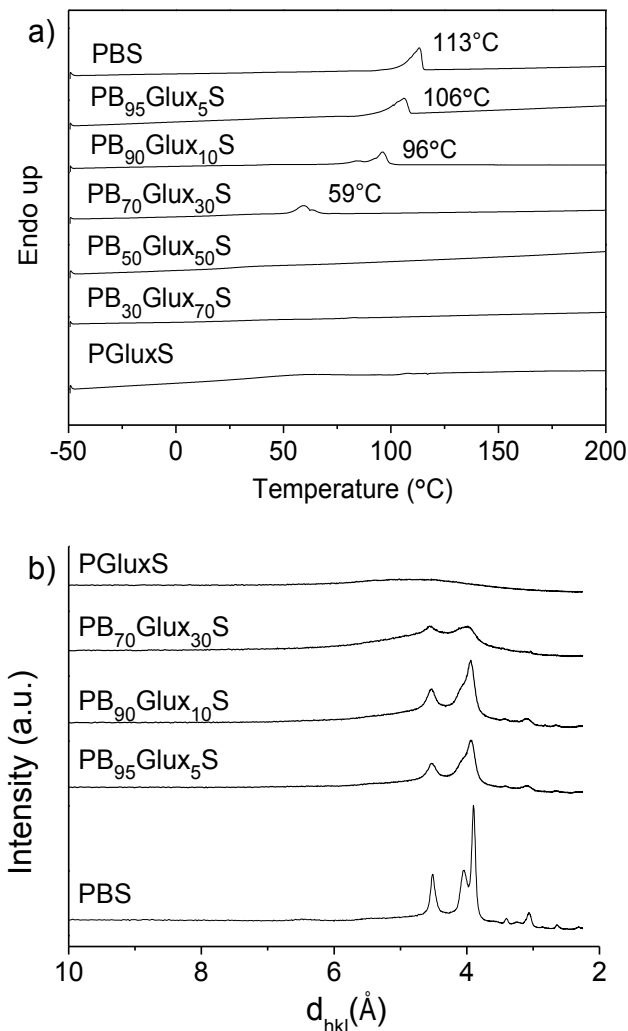 a)
PBS
113°C
PB₉₅Glux₅S
106°C
PB₉₀Glux₁₀S
96°C
PB₇₀Glux₃₀S
59°C
PB₅₀Glux₅₀S
PB₃₀Glux₇₀S
PGluxS
Endo up
-50 0 50 100 150 200
Temperature (°C)
b)
PGluxS
PB₇₀Glux₃₀S
PB₉₀Glux₁₀S
PB₉₅Glux₅S
PBS
Intensity (a.u.)
10 8 6 4 2
d_hkl(Å)